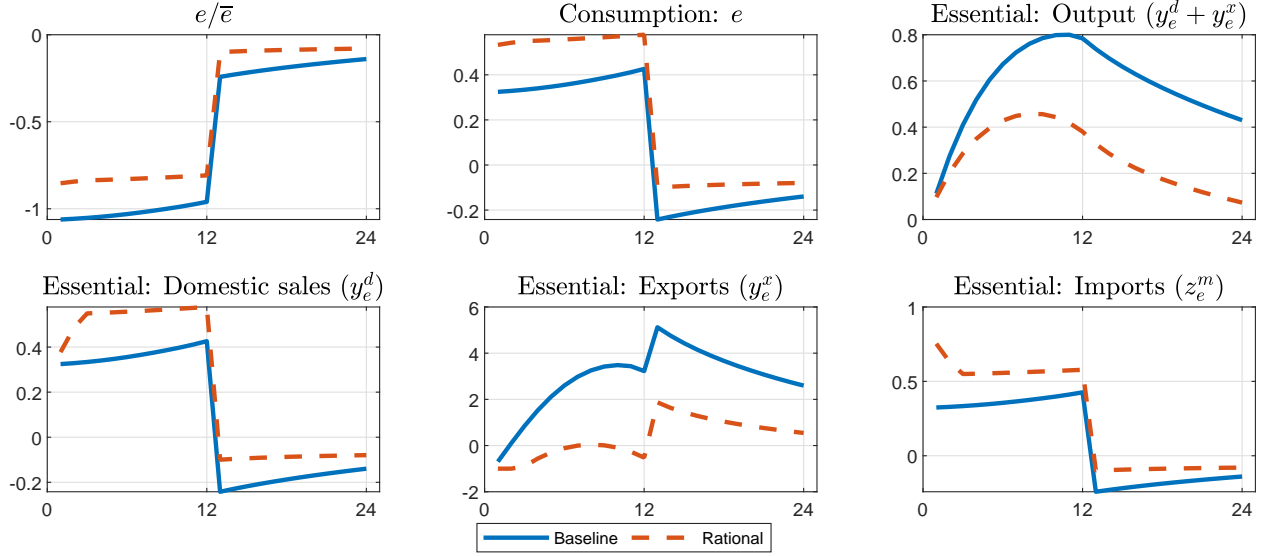 e/e̅
Consumption: e
Essential: Output (y_e^d + y_e^x)
0
-0.5
-1
0 12 24
0.4
0.2
0
-0.2
0 12 24
0.8
0.6
0.4
0.2
0
0 12 24
Essential: Domestic sales (y_e^d)
Essential: Exports (y_e^x)
Essential: Imports (z_e^m)
0.4
0.2
0
-0.2
0 12 24
6
4
2
0
-2
0 12 24
1
0.5
0
0 12 24
Baseline Rational